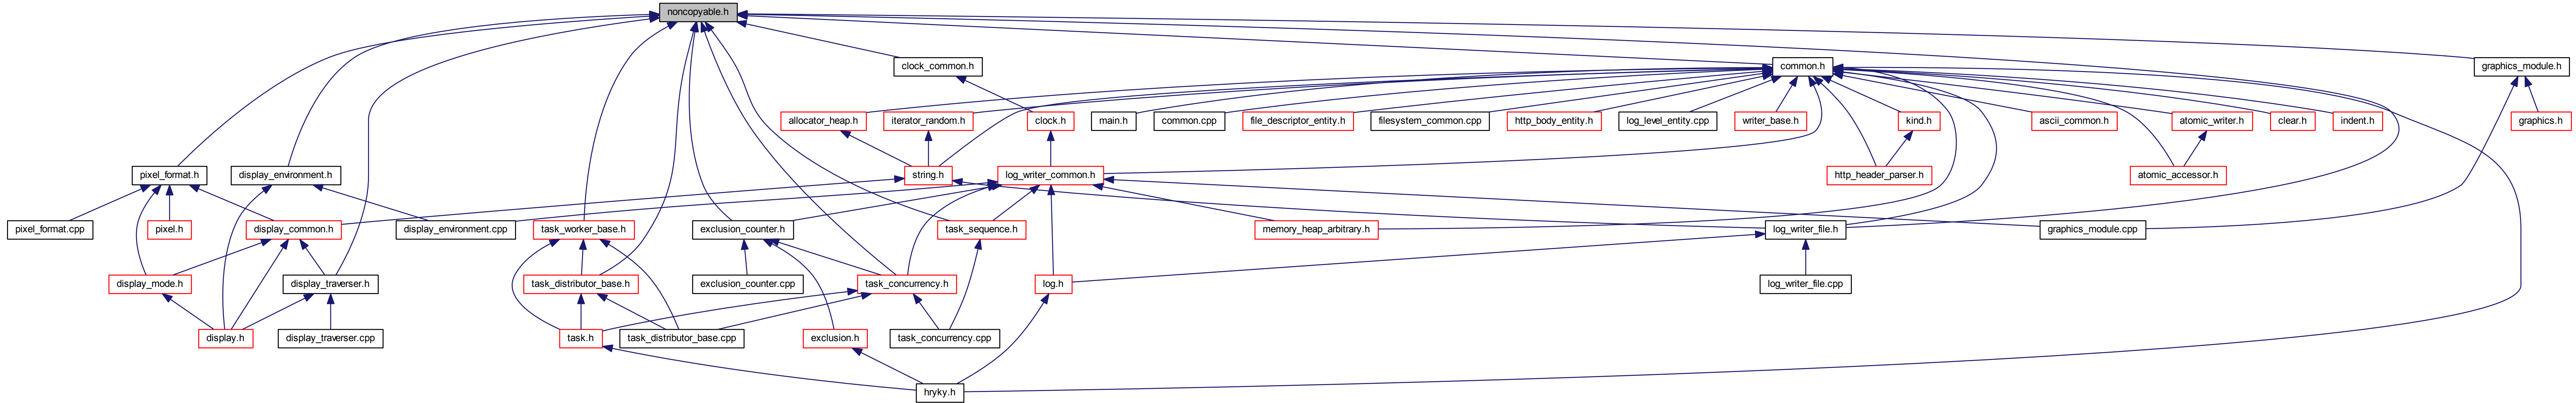 noncopyable.h
clock_common.h
common.h
graphics_module.h
allocator_heap.h
iterator_random.h
clock.h
main.h
common.cpp
file_descriptor_entity.h
filesystem_common.cpp
http_body_entity.h
log_level_entity.cpp
writer_base.h
kind.h
ascii_common.h
atomic_writer.h
clear.h
indent.h
graphics.h
pixel_format.h
display_environment.h
string.h
log_writer_common.h
http_header_parser.h
atomic_accessor.h
pixel_format.cpp
pixel.h
display_common.h
display_environment.cpp
task_worker_base.h
exclusion_counter.h
task_sequence.h
memory_heap_arbitrary.h
log_writer_file.h
graphics_module.cpp
display_mode.h
display_traverser.h
task_distributor_base.h
exclusion_counter.cpp
task_concurrency.h
log.h
log_writer_file.cpp
display.h
display_traverser.cpp
task.h
task_distributor_base.cpp
exclusion.h
task_concurrency.cpp
hryky.h